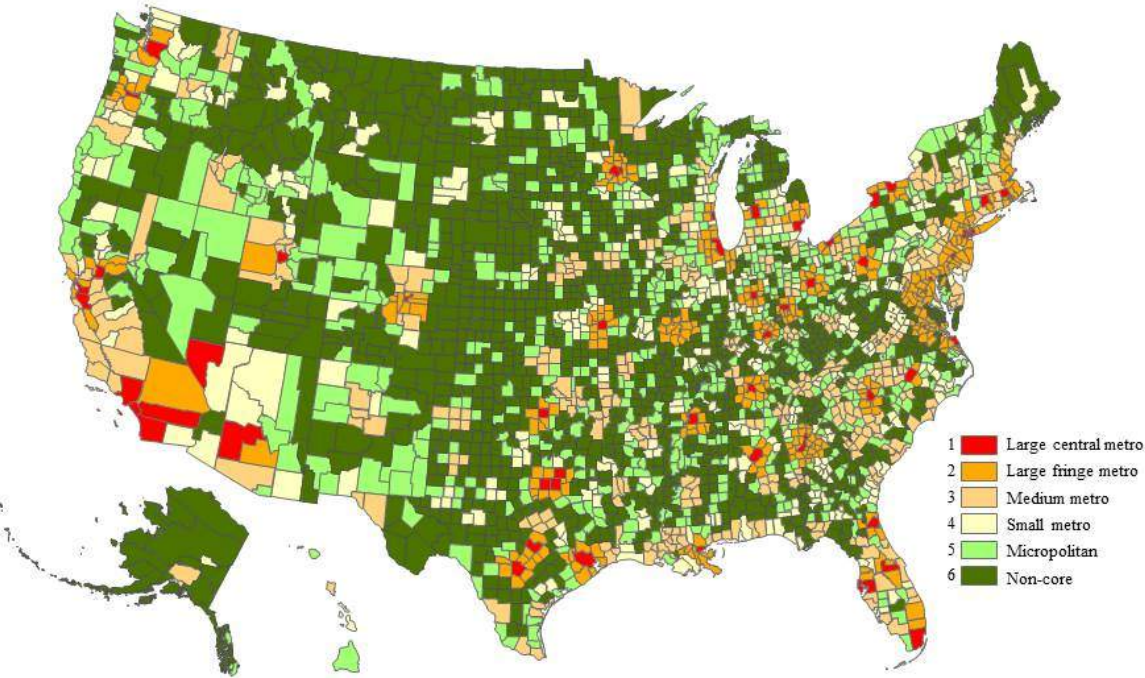 1 Large central metro
2 Large fringe metro
3 Medium metro
4 Small metro
5 Micropolitan
6 Non-core